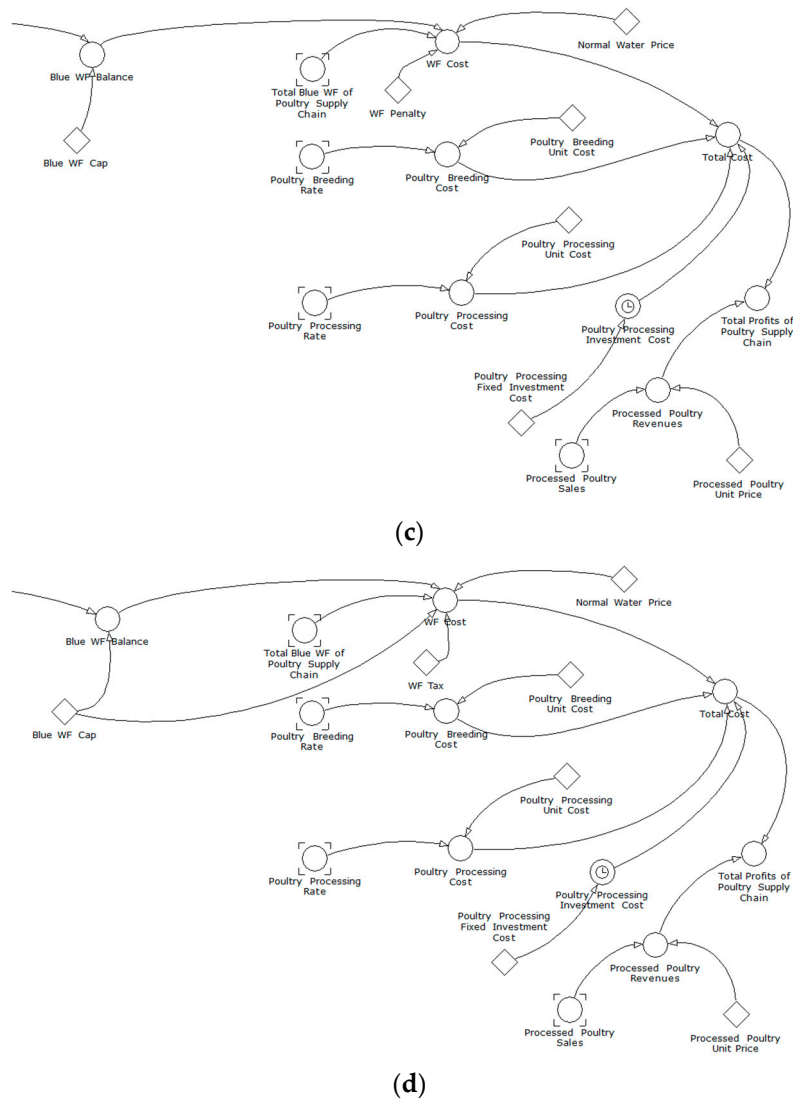 Normal Water Price
Blue WF Balance
WF Cost
Total Blue WF of
Poultry Supply
Chain
WF Penalty
Blue WF Cap
Poultry Breeding
Unit Cost
Total Cost
Poultry Breeding
Rate
Poultry Breeding
Cost
Poultry Processing
Unit Cost
Poultry Processing
Rate
Poultry Processing
Cost
Poultry Processing
Investment Cost
Total Profits of
Poultry Supply
Chain
Poultry Processing
Fixed Investment
Cost
Processed Poultry
Revenues
Processed Poultry
Sales
Processed Poultry
Unit Price
(c)
Normal Water Price
Blue WF Balance
WF Cost
Total Blue WF of
Poultry Supply
Chain
WF Tax
Blue WF Cap
Poultry Breeding
Unit Cost
Total Cost
Poultry Breeding
Rate
Poultry Breeding
Cost
Poultry Processing
Unit Cost
Poultry Processing
Rate
Poultry Processing
Cost
Poultry Processing
Investment Cost
Total Profits of
Poultry Supply
Chain
Poultry Processing
Fixed Investment
Cost
Processed Poultry
Revenues
Processed Poultry
Sales
Processed Poultry
Unit Price
(d)